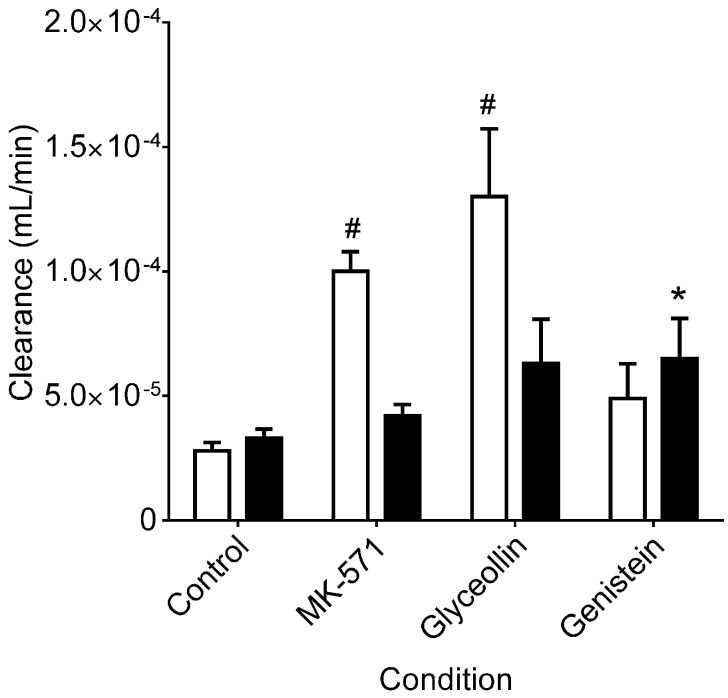 2.0×10⁻⁴
1.5×10⁻⁴
1.0×10⁻⁴
5.0×10⁻⁵
0
Clearance (mL/min)
#
#
*
Control
MK-571
Glyceollin
Genistein
Condition